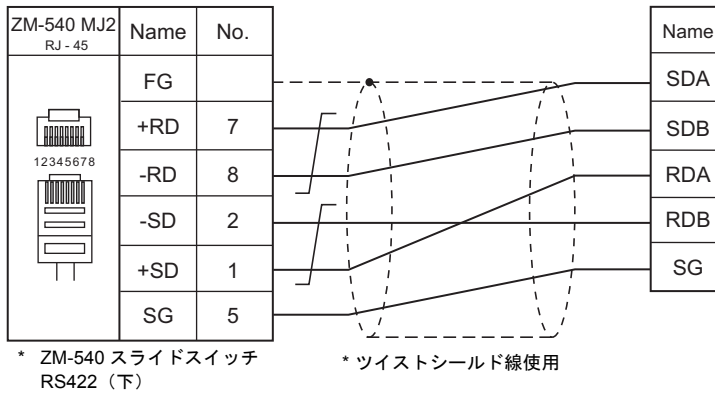 ZM-540 MJ2 Name No. Name
RJ - 45
FG SDA
+RD 7 SDB
12345678
-RD 8 RDA
-SD 2 RDB
+SD 1 SG
SG 5
* ZM-540 スライドスイッチ
RS422（下）
* ツイストシールド線使用